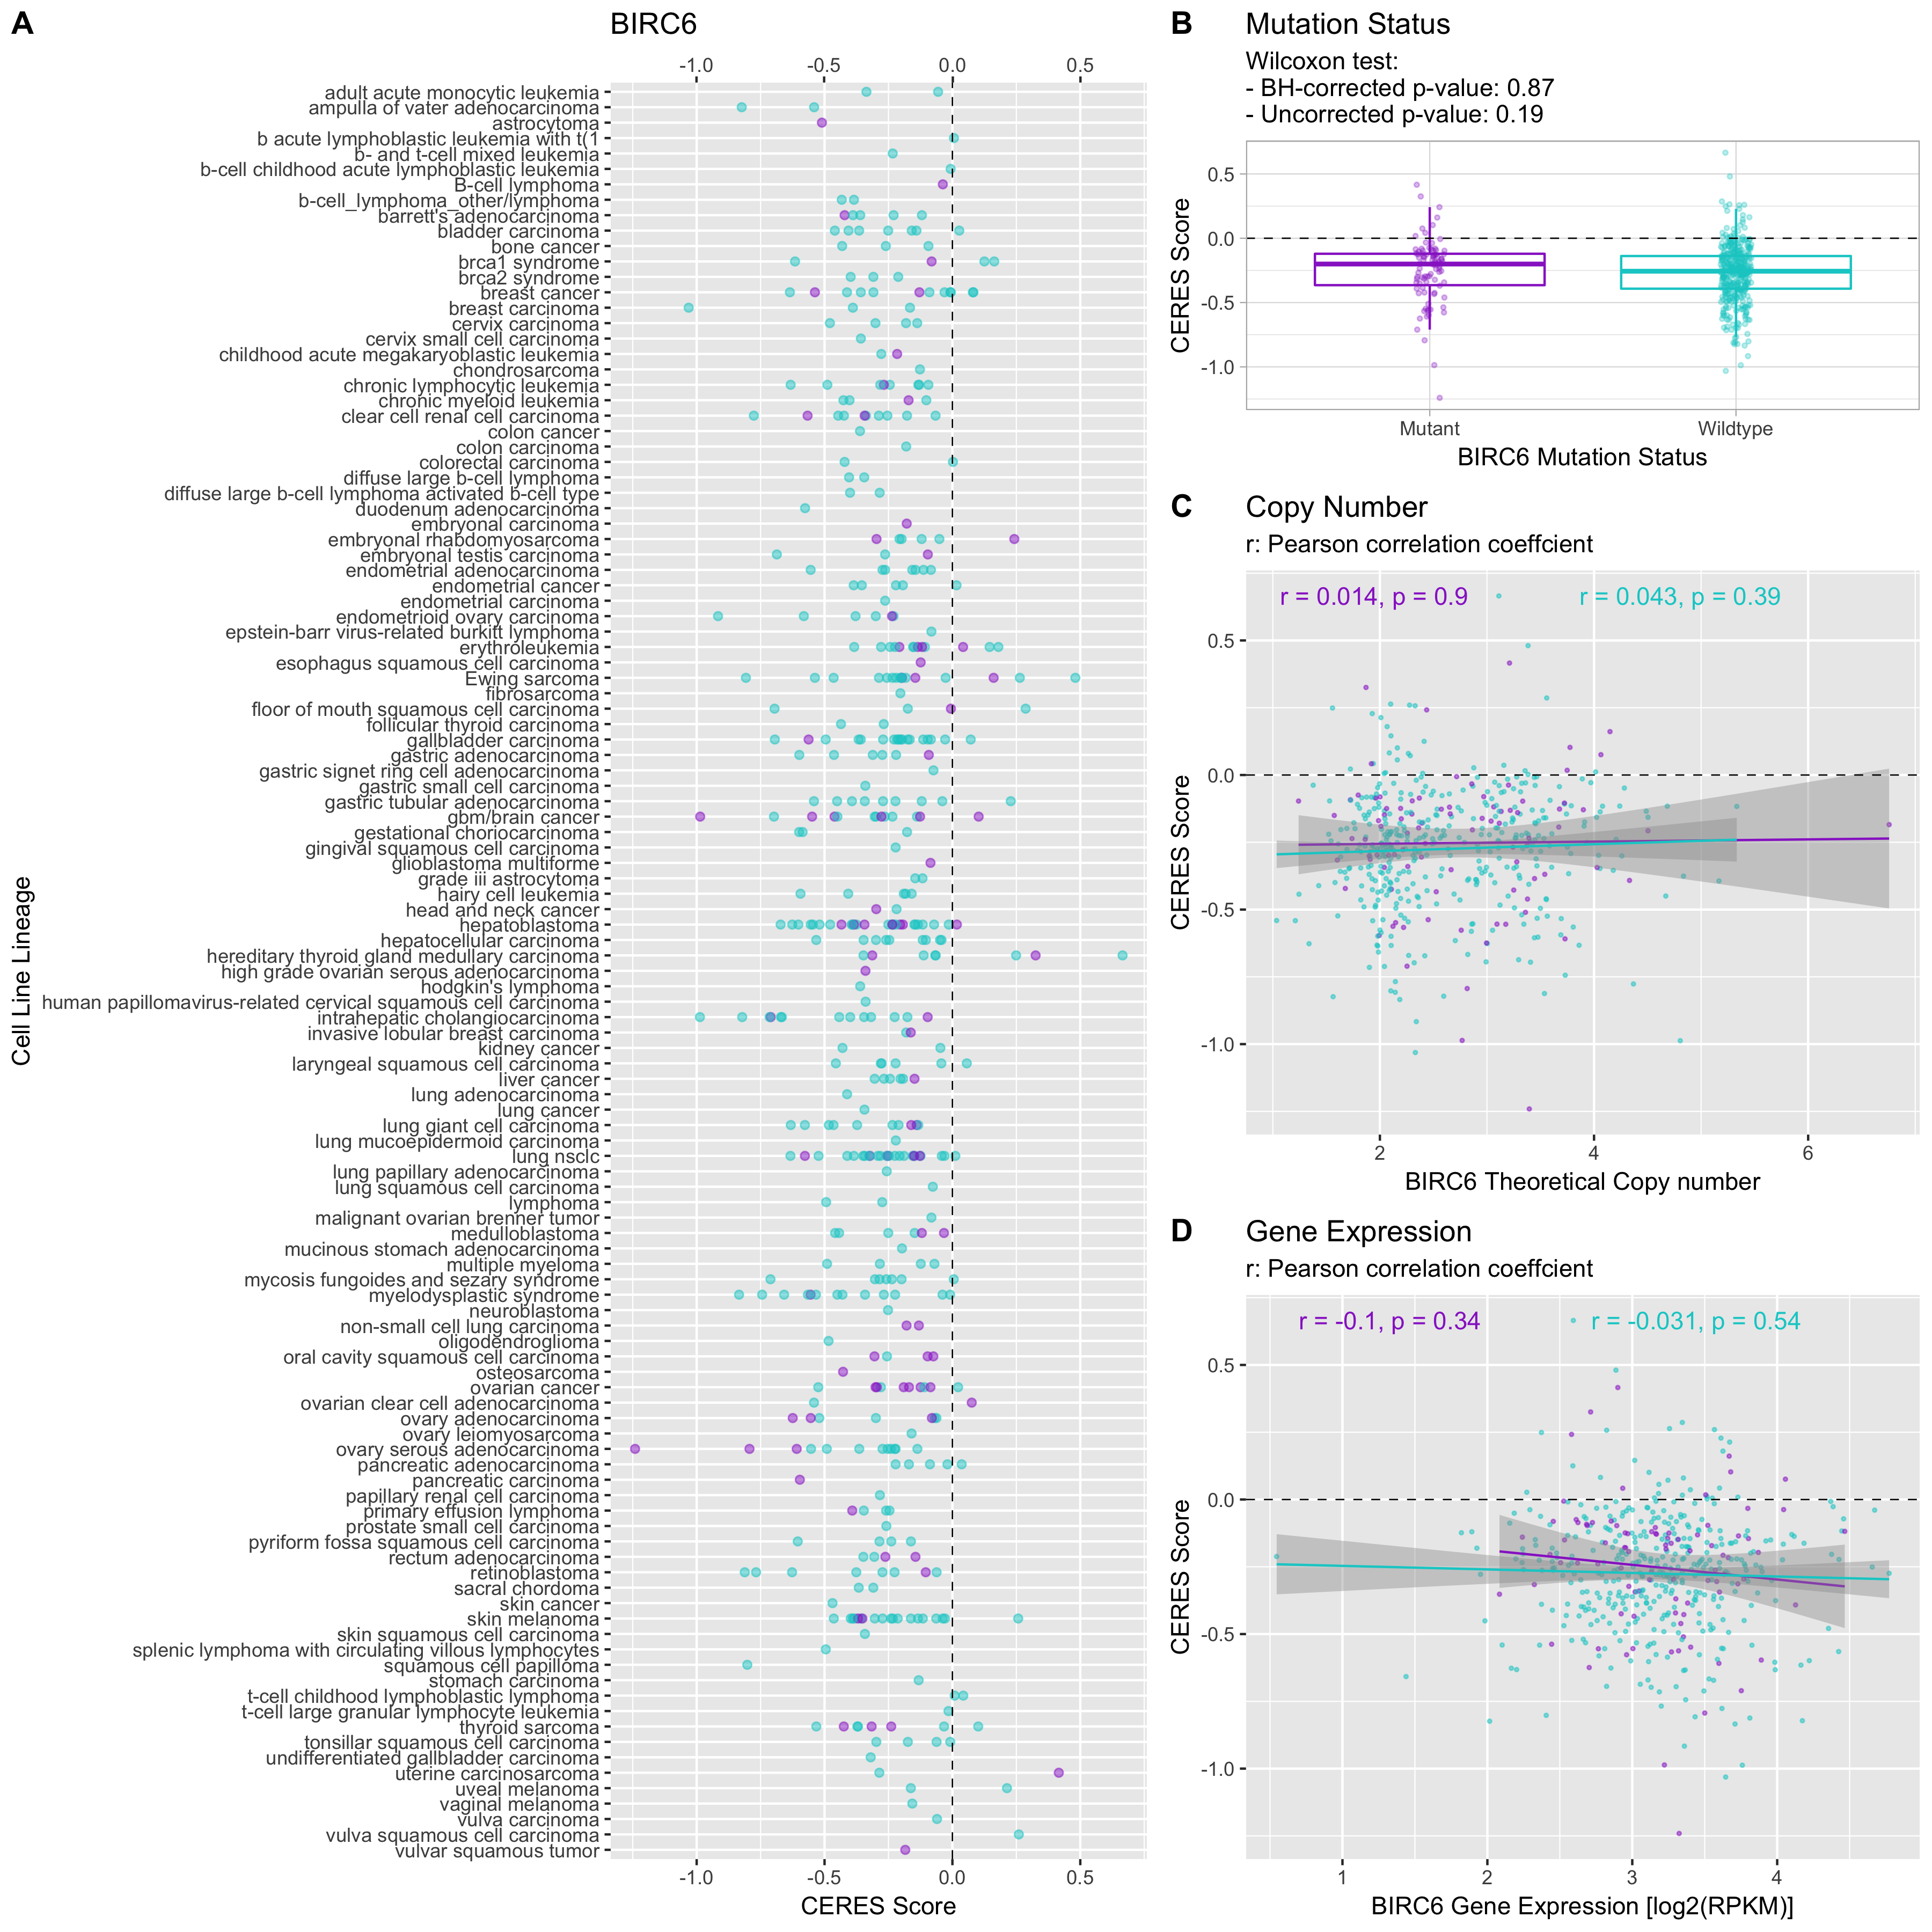 A
BIRC6
-1.0 -0.5 0.0 0.5
Cell Line Lineage
adult acute monocytic leukemia
ampulla of vater adenocarcinoma
astrocytoma
b acute lymphoblastic leukemia with t(1
b- and t-cell mixed leukemia
b-cell childhood acute lymphoblastic leukemia
B-cell lymphoma
b-cell_lymphoma_other/lymphoma
barrett's adenocarcinoma
bladder carcinoma
bone cancer
brca1 syndrome
brca2 syndrome
breast cancer
breast carcinoma
cervix carcinoma
cervix small cell carcinoma
childhood acute megakaryoblastic leukemia
chondrosarcoma
chronic lymphocytic leukemia
chronic myeloid leukemia
clear cell renal cell carcinoma
colon cancer
colon carcinoma
colorectal carcinoma
diffuse large b-cell lymphoma
diffuse large b-cell lymphoma activated b-cell type
duodenum adenocarcinoma
embryonal carcinoma
embryonal rhabdomyosarcoma
embryonal testis carcinoma
endometrial adenocarcinoma
endometrial cancer
endometrial carcinoma
endometrioid ovary carcinoma
epstein-barr virus-related burkitt lymphoma
erythroleukemia
esophagus squamous cell carcinoma
Ewing sarcoma
fibrosarcoma
floor of mouth squamous cell carcinoma
follicular thyroid carcinoma
gallbladder carcinoma
gastric adenocarcinoma
gastric signet ring cell adenocarcinoma
gastric small cell carcinoma
gastric tubular adenocarcinoma
gbm/brain cancer
gestational choriocarcinoma
gingival squamous cell carcinoma
glioblastoma multiforme
grade iii astrocytoma
hairy cell leukemia
head and neck cancer
hepatoblastoma
hepatocellular carcinoma
hereditary thyroid gland medullary carcinoma
high grade ovarian serous adenocarcinoma
hodgkin's lymphoma
human papillomavirus-related cervical squamous cell carcinoma
intrahepatic cholangiocarcinoma
invasive lobular breast carcinoma
kidney cancer
laryngeal squamous cell carcinoma
liver cancer
lung adenocarcinoma
lung cancer
lung giant cell carcinoma
lung mucoepidermoid carcinoma
lung nsclc
lung papillary adenocarcinoma
lung squamous cell carcinoma
lymphoma
malignant ovarian brenner tumor
medulloblastoma
mucinous stomach adenocarcinoma
multiple myeloma
mycosis fungoides and sezary syndrome
myelodysplastic syndrome
neuroblastoma
non-small cell lung carcinoma
oligodendroglioma
oral cavity squamous cell carcinoma
osteosarcoma
ovarian cancer
ovarian clear cell adenocarcinoma
ovary adenocarcinoma
ovary leiomyosarcoma
ovary serous adenocarcinoma
pancreatic adenocarcinoma
pancreatic carcinoma
papillary renal cell carcinoma
primary effusion lymphoma
prostate small cell carcinoma
pyriform fossa squamous cell carcinoma
rectum adenocarcinoma
retinoblastoma
sacral chordoma
skin cancer
skin melanoma
skin squamous cell carcinoma
splenic lymphoma with circulating villous lymphocytes
squamous cell papilloma
stomach carcinoma
t-cell childhood lymphoblastic lymphoma
t-cell large granular lymphocyte leukemia
thyroid sarcoma
tonsillar squamous cell carcinoma
undifferentiated gallbladder carcinoma
uterine carcinosarcoma
uveal melanoma
vaginal melanoma
vulva carcinoma
vulva squamous cell carcinoma
vulvar squamous tumor
-1.0 -0.5 0.0 0.5
CERES Score
B
Mutation Status
Wilcoxon test:
- BH-corrected p-value: 0.87
- Uncorrected p-value: 0.19
CERES Score
0.5
0.0
-0.5
-1.0
Mutant Wildtype
BIRC6 Mutation Status
C
Copy Number
r: Pearson correlation coeffcient
r = 0.014, p = 0.9 r = 0.043, p = 0.39
CERES Score
0.5
0.0
-0.5
-1.0
2 4 6
BIRC6 Theoretical Copy number
D
Gene Expression
r: Pearson correlation coeffcient
r = -0.1, p = 0.34 r = -0.031, p = 0.54
CERES Score
0.5
0.0
-0.5
-1.0
1 2 3 4
BIRC6 Gene Expression [log2(RPKM)]